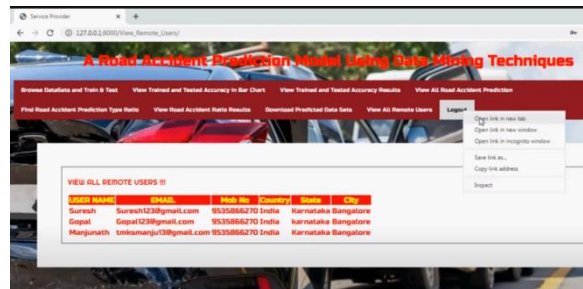 Service Provider
127.0.0.1:8000/View_Remote_Users/
A Road Accident Prediction Model Using Data Mining Techniques
Browse DataSets and Train & Test View Trained and Tested Accuracy in Bar Chart View Trained and Tested Accuracy Results View All Road Accident Prediction
Find Road Accident Prediction Type Ratio View Road Accident Ratio Results Download Predicted Data Sets View All Remote Users Logout
Open link in new tab
Open link in new window
Open link in incognito window
Save link as...
Copy link address
Inspect
VIEW ALL REMOTE USERS !!!
USER NAME EMAIL Mob No Country State City
Suresh Suresh123@gmail.com 9535866270 India Karnataka Bangalore
Gopal Gopal123@gmail.com 9535866270 India karnataka Bangalore
Manjunath tmksmanju13@gmail.com 9535866270 India Karnataka Bangalore